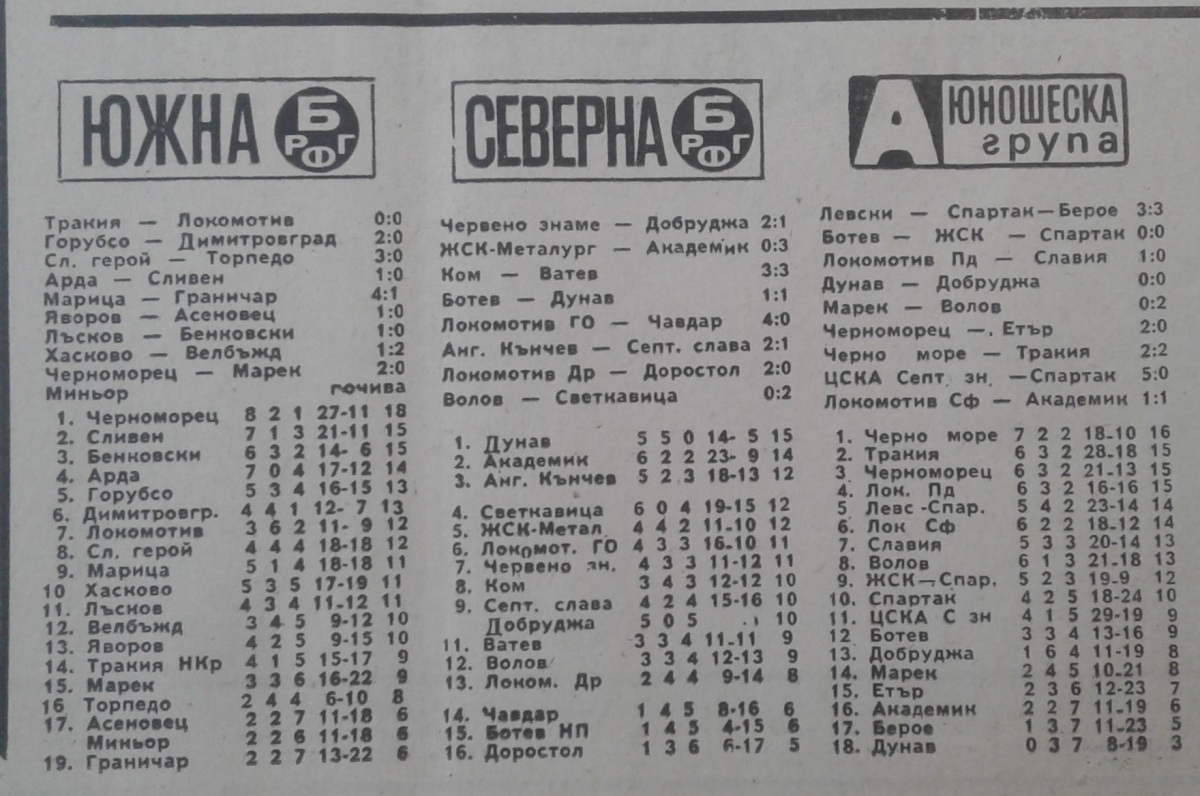 ЮЖНА Б РФГ
Тракия — Локомотив 0:0
Горубсо — Димитровград 2:0
Сл. герой — Торпедо 3:0
Арда — Сливен 1:0
Марица — Граничар 4:1
Яворов — Асеновец 1:0
Лъсков — Бенковски 1:0
Хасково — Велбъжд 1:2
Черноморец — Марек 2:0
Миньор почива
1. Черноморец 8 2 1 27-11 18
2. Сливен 7 1 3 21-11 15
3. Бенковски 6 3 2 14- 6 15
4. Арда 7 0 4 17-12 14
5. Горубсо 5 3 4 16-15 13
6. Димитровгр. 4 4 1 12- 7 13
7. Локомотив 3 6 2 11- 9 12
8. Сл. герой 4 4 4 18-18 12
9. Марица 5 1 4 18-18 11
10 Хасково 5 3 5 17-19 11
11. Лъснов 4 3 4 11-12 11
12. Велбъжд 3 4 5 9-12 10
13. Яворов 4 2 5 9-15 10
14. Тракия НКр 4 1 5 15-17 9
15. Марек 3 3 6 16-22 9
16 Торпедо 2 4 4 6-10 8
17. Асеновец 2 2 7 11-18 6
Миньор 2 2 6 11-18 6
19. Граничар 2 2 7 13-22 6
СЕВЕРНА Б РФГ
Червено знаме — Добруджа 2:1
ЖСК-Металург — Академик 0:3
Ком — Ватев 3:3
Ботев — Дунав 1:1
Локомотив ГО — Чавдар 4:0
Анг. Кънчев — Септ. слава 2:1
Локомотив Др — Доростол 2:0
Волов — Светкавица 0:2
1. Дунав 5 5 0 14- 5 15
2. Академик 6 2 2 23- 9 14
3. Анг. Кънчев 5 2 3 18-13 12
4. Светкавица 6 0 4 19-15 12
5. ЖСК-Метал. 4 4 2 11-10 12
6. Локомот. ГО 4 3 3 16-10 11
7. Червено зн. 4 3 3 11-12 11
8. Ком 3 4 3 12-12 10
9. Септ. слава 4 2 4 15-16 10
Добруджа 5 0 5 10
11. Ватев 3 3 4 11-11 9
12. Волов 3 3 4 12-13 9
13. Локом. Др 2 4 4 9-14 8
14. Чавдар 1 4 5 8-16 6
15. Ботев НП 1 4 5 4-15 6
16. Доростол 1 3 6 6-17 5
А ЮНОШЕСКА
група
Левски — Спартак—Берое 3:3
Ботев — ЖСК — Спартак 0:0
Локомотив Пд — Славия 1:0
Дунав — Добруджа 0:0
Марек — Волов 0:2
Черноморец —. Етър 2:0
Черно море — Тракия 2:2
ЦСКА Септ. зн. —Спартак 5:0
Локомотив Сф — Академик 1:1
1. Черно море 7 2 2 18-10 16
2. Тракия 6 3 2 28-18 15
3. Черноморец 6 3 2 21-13 15
4. Лок. Пд 6 3 2 16-16 15
5. Левс -Спар. 5 4 2 23-14 14
6. Лок Сф 6 2 2 18-12 14
7. Славия 5 3 3 20-14 13
8. Волов 6 1 3 21-18 13
9. ЖСК—Спар. 5 2 3 19-9 12
10. Спартак 4 2 5 18-24 10
11. ЦСКА С зн 4 1 5 29-19 9
12 Ботев 3 3 4 13-16 9
13. Добруджа 1 6 4 11-19 8
14. Марек 2 4 5 10-21 8
15. Етър 2 3 6 12-23 7
16. Академик 2 2 7 11-19 6
17. Берое 1 3 7 11-23 5
18. Дунав 0 3 7 8-19 3